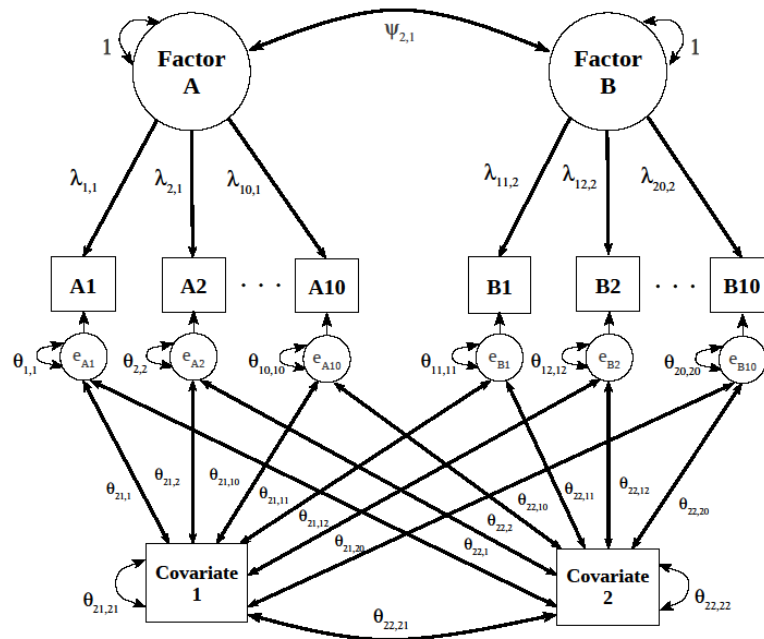 ψ2,1
1
Factor
A
Factor
B
1
λ1,1
λ2,1
λ10,1
λ11,2
λ12,2
λ20,2
A1
A2
· · ·
A10
B1
B2
· · ·
B10
θ1,1
eA1
θ2,2
eA2
θ10,10
eA10
θ11,11
eB1
θ12,12
eB2
θ20,20
eB10
θ21,1
θ21,2
θ21,10
θ21,11
θ21,12
θ21,20
θ22,1
θ22,2
θ22,10
θ22,11
θ22,12
θ22,20
θ21,21
Covariate
1
θ22,21
Covariate
2
θ22,22